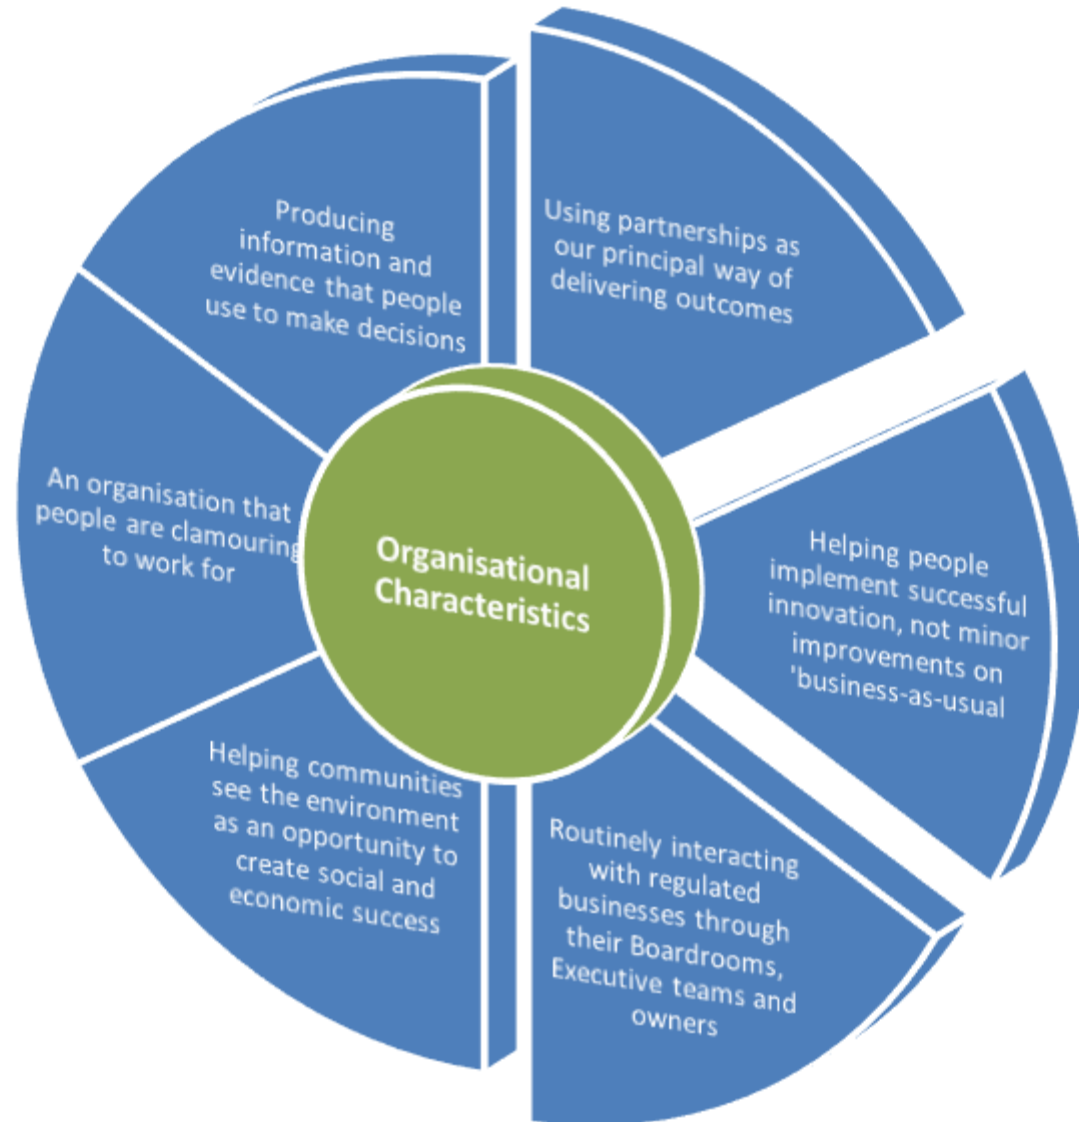 Producing
information and
evidence that people
use to make decisions
Using partnerships as
our principal way of
delivering outcomes
An organisation that
people are clamouring
to work for
Organisational
Characteristics
Helping people
implement successful
innovation, not minor
improvements on
'business-as-usual
Helping communities
see the environment
as an opportunity to
create social and
economic success
Routinely interacting
with regulated
businesses through
their Boardrooms,
Executive teams and
owners